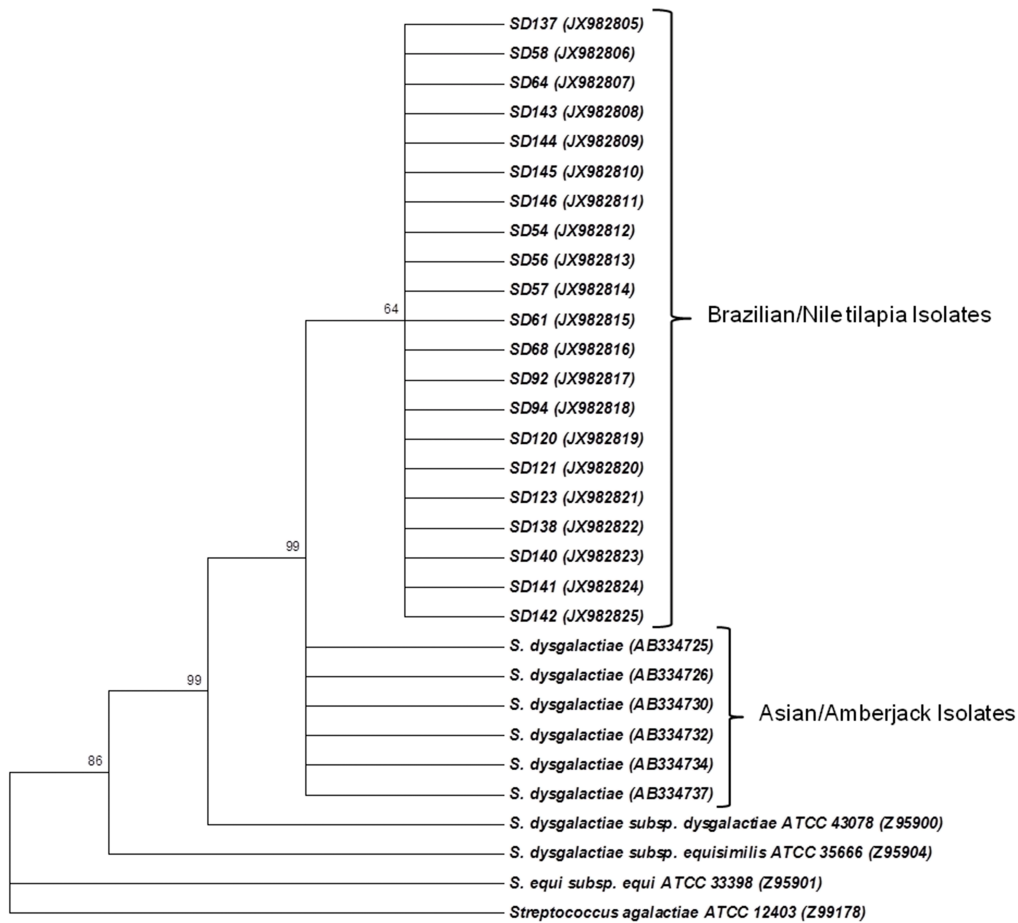 SD137 (JX982805)
SD58 (JX982806)
SD64 (JX982807)
SD143 (JX982808)
SD144 (JX982809)
SD145 (JX982810)
SD146 (JX982811)
SD54 (JX982812)
SD56 (JX982813)
SD57 (JX982814)
64
SD61 (JX982815)
Brazilian/Nile tilapia Isolates
SD68 (JX982816)
SD92 (JX982817)
SD94 (JX982818)
SD120 (JX982819)
SD121 (JX982820)
SD123 (JX982821)
SD138 (JX982822)
99
SD140 (JX982823)
SD141 (JX982824)
SD142 (JX982825)
S. dysgalactiae (AB334725)
99
S. dysgalactiae (AB334726)
S. dysgalactiae (AB334730)
Asian/Amberjack Isolates
S. dysgalactiae (AB334732)
86
S. dysgalactiae (AB334734)
S. dysgalactiae (AB334737)
S. dysgalactiae subsp. dysgalactiae ATCC 43078 (Z95900)
S. dysgalactiae subsp. equisimilis ATCC 35666 (Z95904)
S. equi subsp. equi ATCC 33398 (Z95901)
Streptococcus agalactiae ATCC 12403 (Z99178)